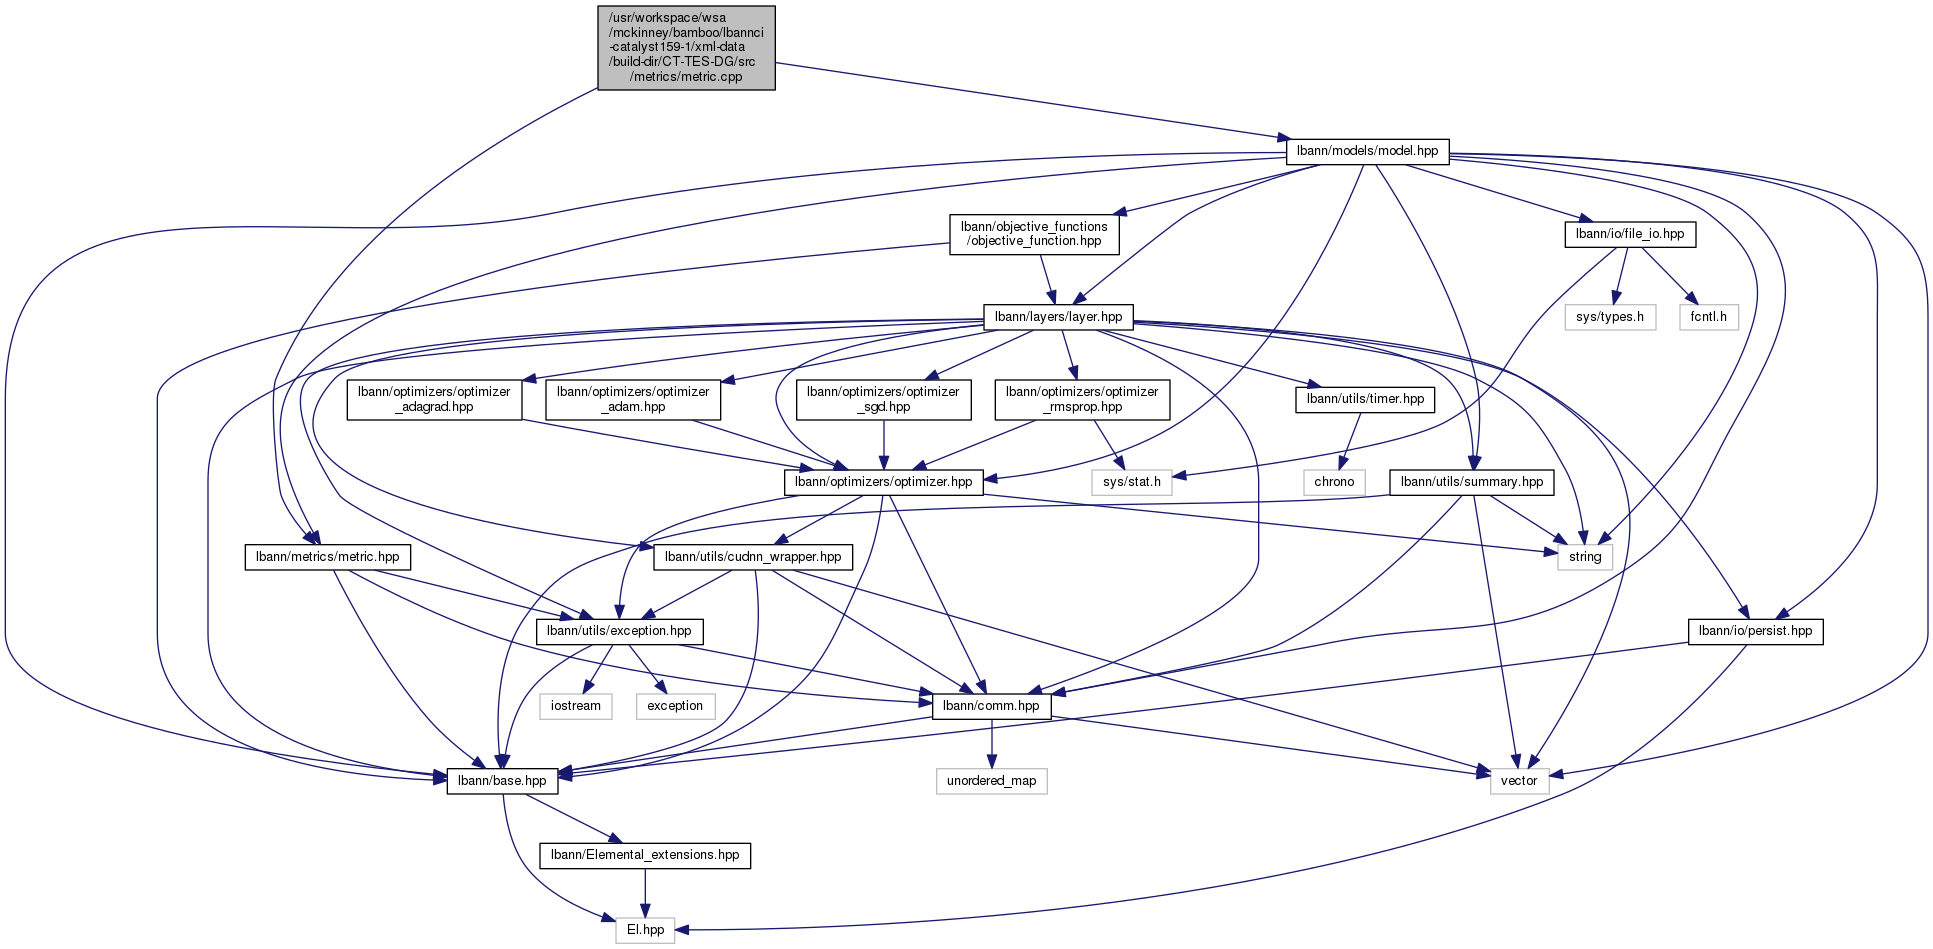 /usr/workspace/wsa
/mckinney/bamboo/lbannci
-catalyst159-1/xml-data
/build-dir/CT-TES-DG/src
/metrics/metric.cpp
lbann/models/model.hpp
lbann/objective_functions
/objective_function.hpp
lbann/io/file_io.hpp
lbann/layers/layer.hpp
sys/types.h
fcntl.h
lbann/optimizers/optimizer
_adagrad.hpp
lbann/optimizers/optimizer
_adam.hpp
lbann/optimizers/optimizer
_sgd.hpp
lbann/optimizers/optimizer
_rmsprop.hpp
lbann/utils/timer.hpp
lbann/optimizers/optimizer.hpp
sys/stat.h
chrono
lbann/utils/summary.hpp
lbann/metrics/metric.hpp
lbann/utils/cudnn_wrapper.hpp
string
lbann/utils/exception.hpp
lbann/io/persist.hpp
iostream
exception
lbann/comm.hpp
lbann/base.hpp
unordered_map
vector
lbann/Elemental_extensions.hpp
El.hpp